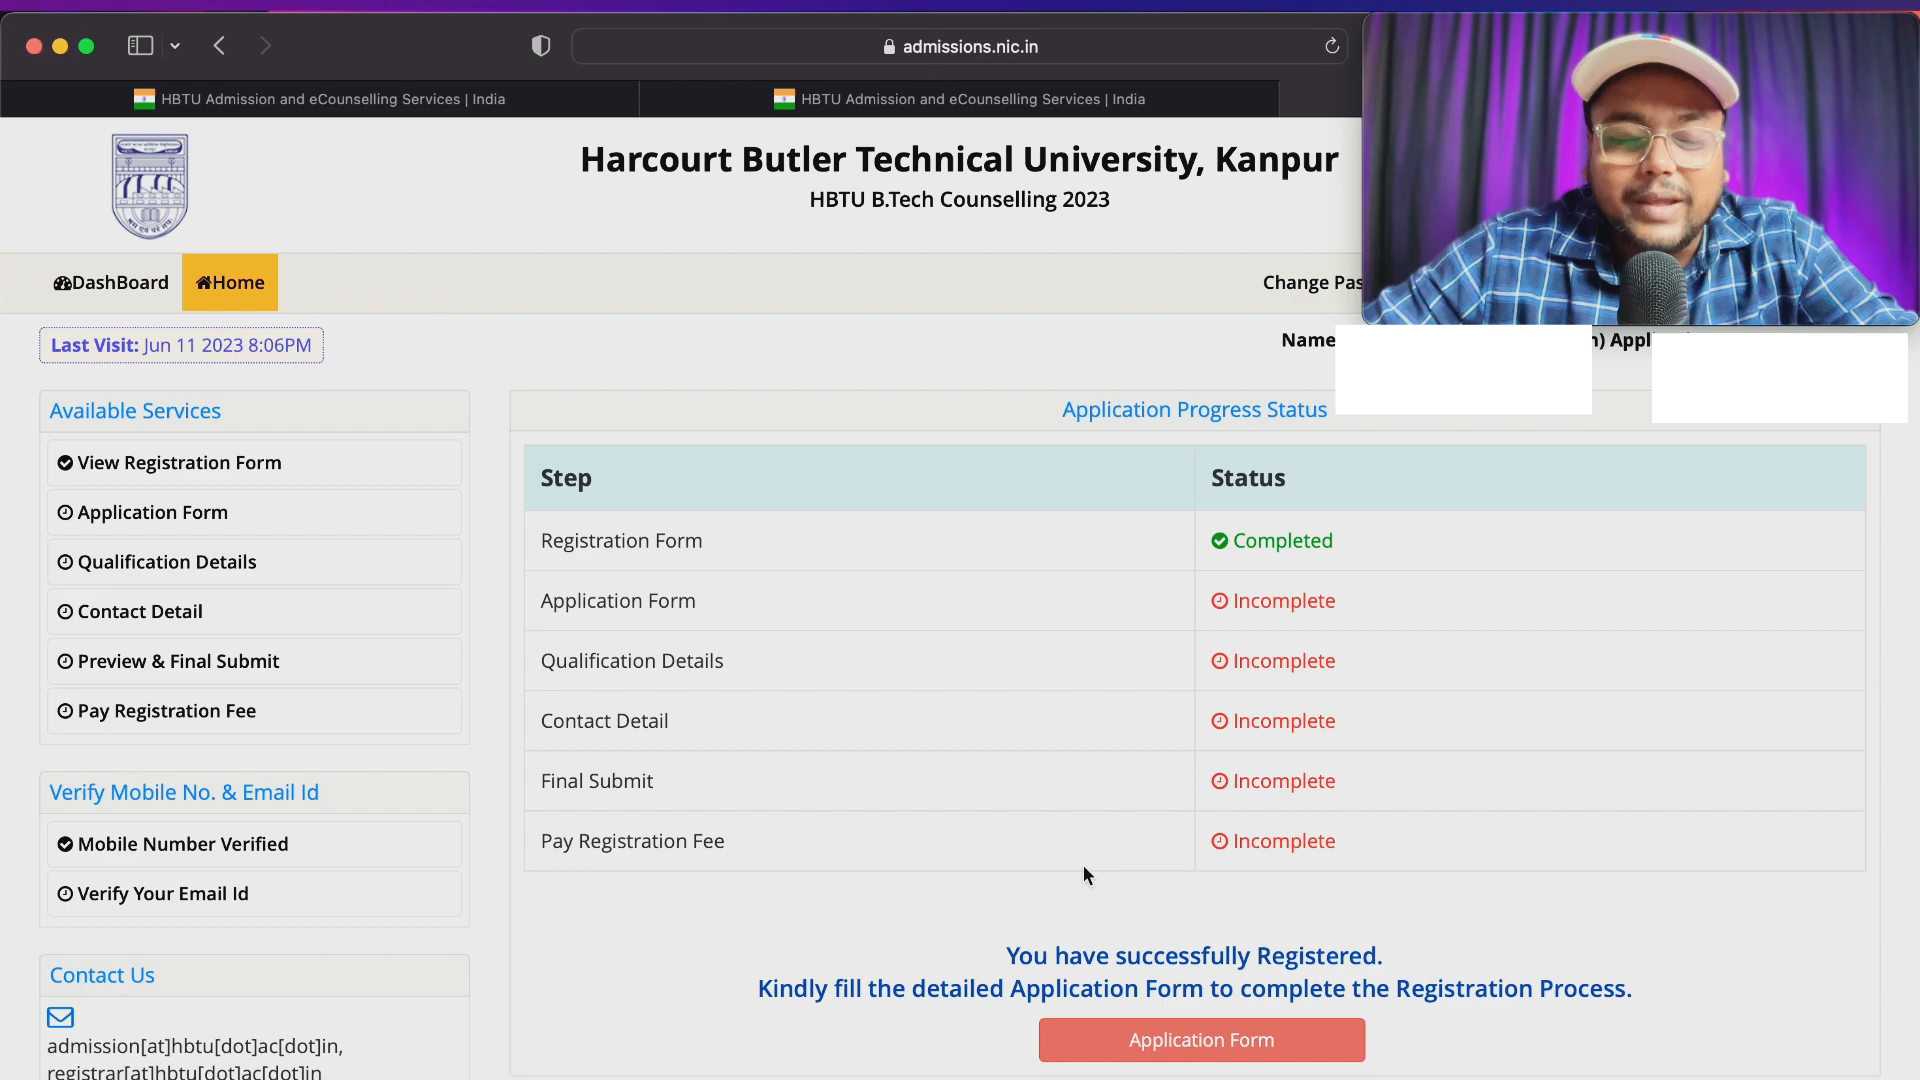 admissions.nic.in
HBTU Admission and eCounselling Services | India
HBTU Admission and eCounselling Services | India
Harcourt Butler Technical University, Kanpur
HBTU B.Tech Counselling 2023
DashBoard
Home
Change Pas
Last Visit: Jun 11 2023 8:06PM
Name
) Appl
Available Services
View Registration Form
Application Form
Qualification Details
Contact Detail
Preview & Final Submit
Pay Registration Fee
Verify Mobile No. & Email Id
Mobile Number Verified
Verify Your Email Id
Contact Us
admission[at]hbtu[dot]ac[dot]in,
registrar[at]hbtu[dot]ac[dot]in
Application Progress Status
Step Status
Registration Form Completed
Application Form Incomplete
Qualification Details Incomplete
Contact Detail Incomplete
Final Submit Incomplete
Pay Registration Fee Incomplete
You have successfully Registered.
Kindly fill the detailed Application Form to complete the Registration Process.
Application Form